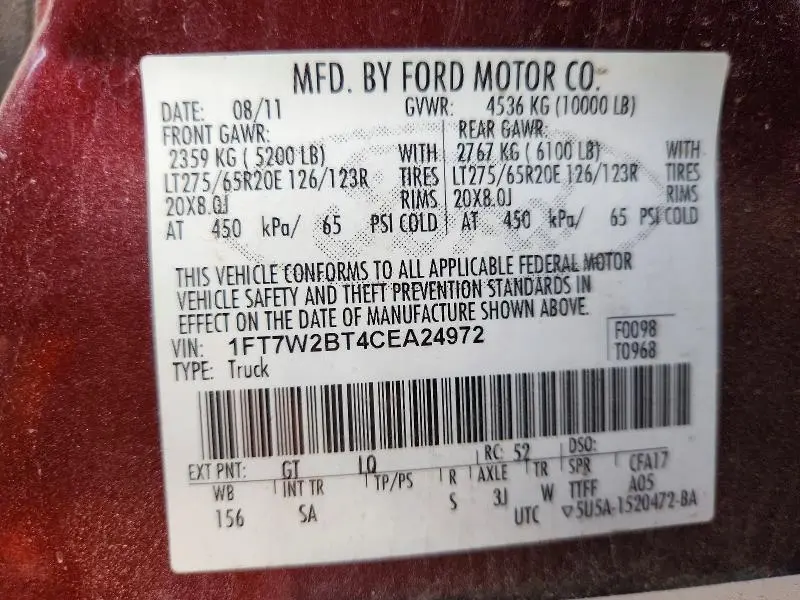 MFD. BY FORD MOTOR CO.
DATE: 08/11 GVWR: 4536 KG (10000 LB)
FRONT GAWR: REAR GAWR:
2359 KG ( 5200 LB) WITH 2767 KG ( 6100 LB) WITH
LT275/65R20E 126/123R TIRES LT275/65R20E 126/123R TIRES
20X8.0J RIMS 20X8.0J RIMS
AT 450 kPa/ 65 PSI COLD AT 450 kPa/ 65 PSI COLD
THIS VEHICLE CONFORMS TO ALL APPLICABLE FEDERAL MOTOR
VEHICLE SAFETY AND THEFT PREVENTION STANDARDS IN
EFFECT ON THE DATE OF MANUFACTURE SHOWN ABOVE.
VIN: 1FT7W2BT4CEA24972 F0098
TYPE: Truck T0968
EXT PNT: GT LQ RC: 52 DSO:
WB INT TR TP/PS R AXLE TR SPR CFA17
156 SA S 3J W TTFF A05
UTC ▽5U5A-1520472-BA